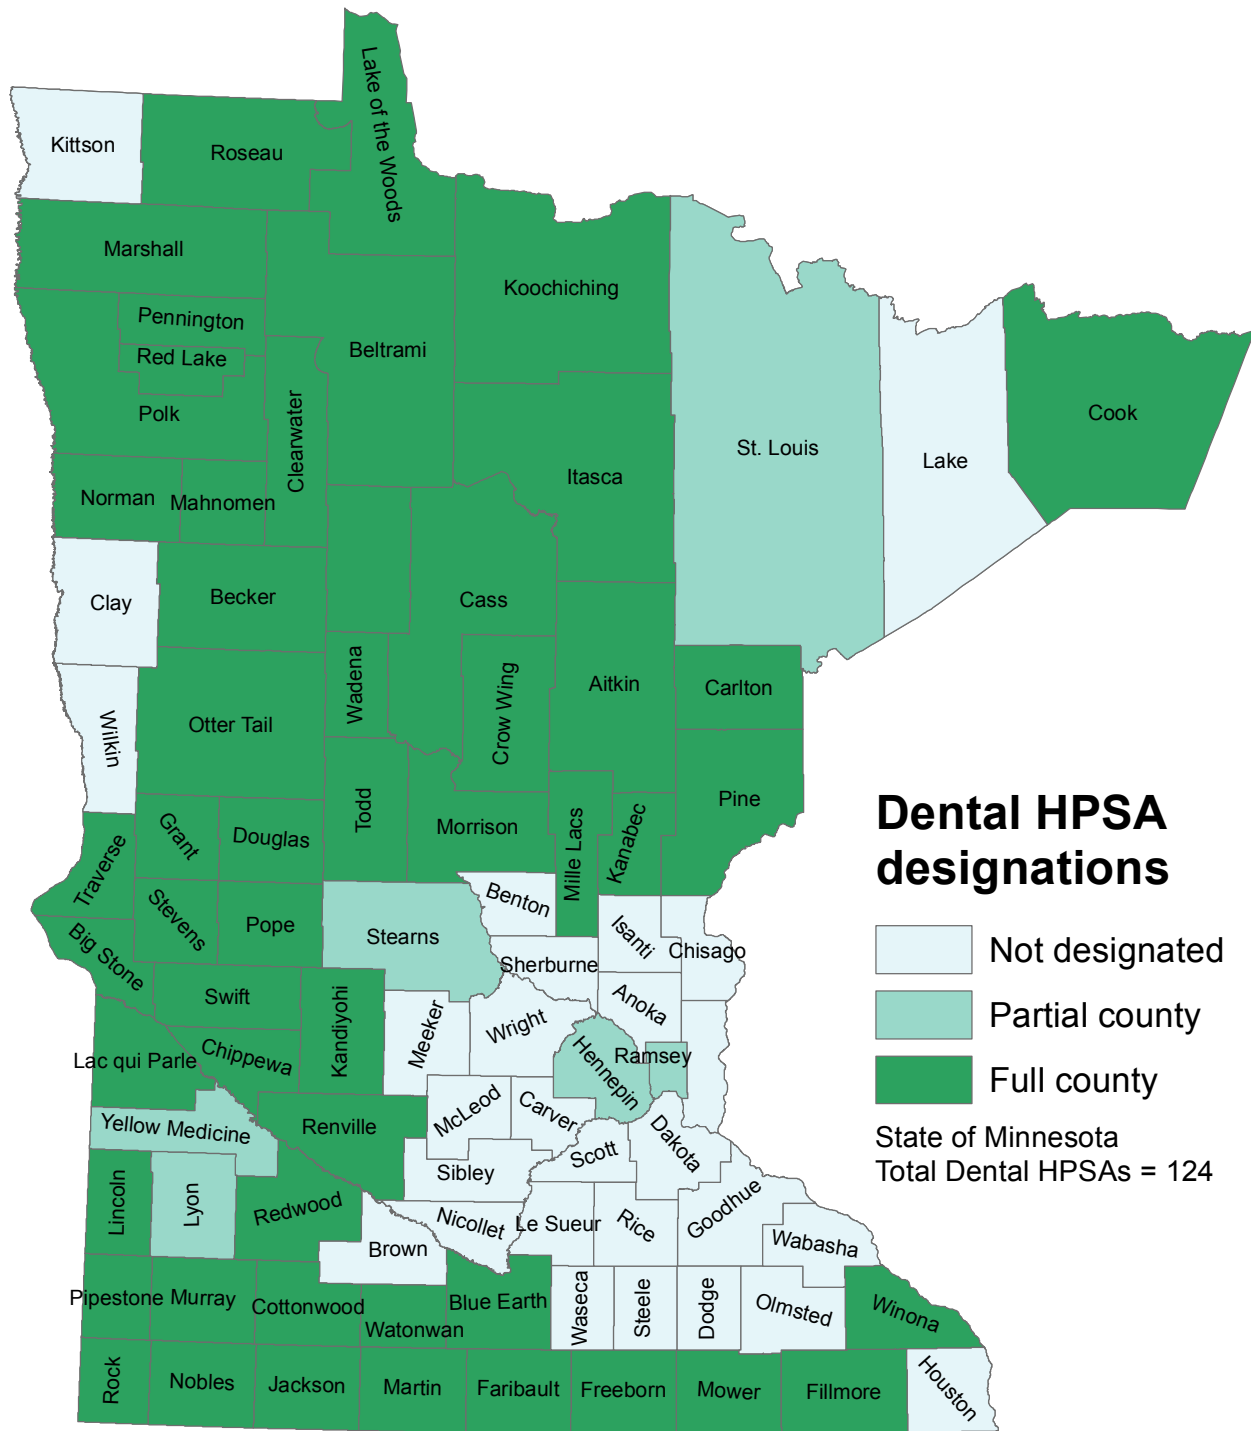 Lake of the Woods
Kittson
Roseau
Marshall
Koochiching
Pennington
Beltrami
Red Lake
Polk
Cook
Clearwater
St. Louis
Lake
Itasca
Norman
Mahnomen
Clay
Becker
Cass
Wadena
Aitkin
Carlton
Crow Wing
Otter Tail
Wilkin
Pine
Todd
Morrison
Grant
Douglas
Mille Lacs
Kanabec
Traverse
Benton
Stevens
Pope
Stearns
Isanti
Chisago
Big Stone
Sherburne
Swift
Anoka
Kandiyohi
Meeker
Wright
Lac qui Parle
Chippewa
Ramsey
Hennepin
McLeod
Carver
Yellow Medicine
Renville
Dakota
Scott
Sibley
Lincoln
Lyon
Redwood
Nicollet
Le Sueur
Rice
Goodhue
Brown
Wabasha
Pipestone
Murray
Cottonwood
Watonwan
Blue Earth
Waseca
Steele
Dodge
Olmsted
Winona
Rock
Nobles
Jackson
Martin
Faribault
Freeborn
Mower
Fillmore
Houston
Dental HPSA
designations
Not designated
Partial county
Full county
State of Minnesota
Total Dental HPSAs = 124